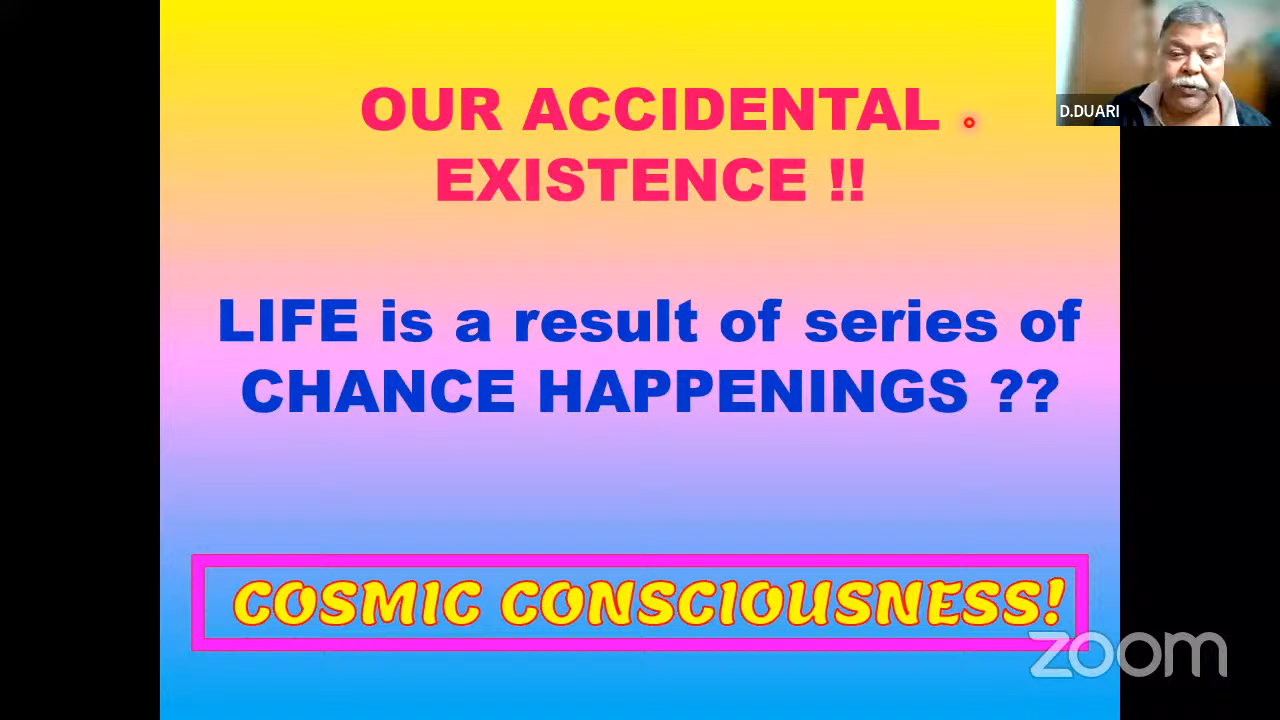 OUR ACCIDENTAL
EXISTENCE !!
LIFE is a result of series of
CHANCE HAPPENINGS ??
COSMIC CONSCIOUSNESS!
D.DUARI
zoom